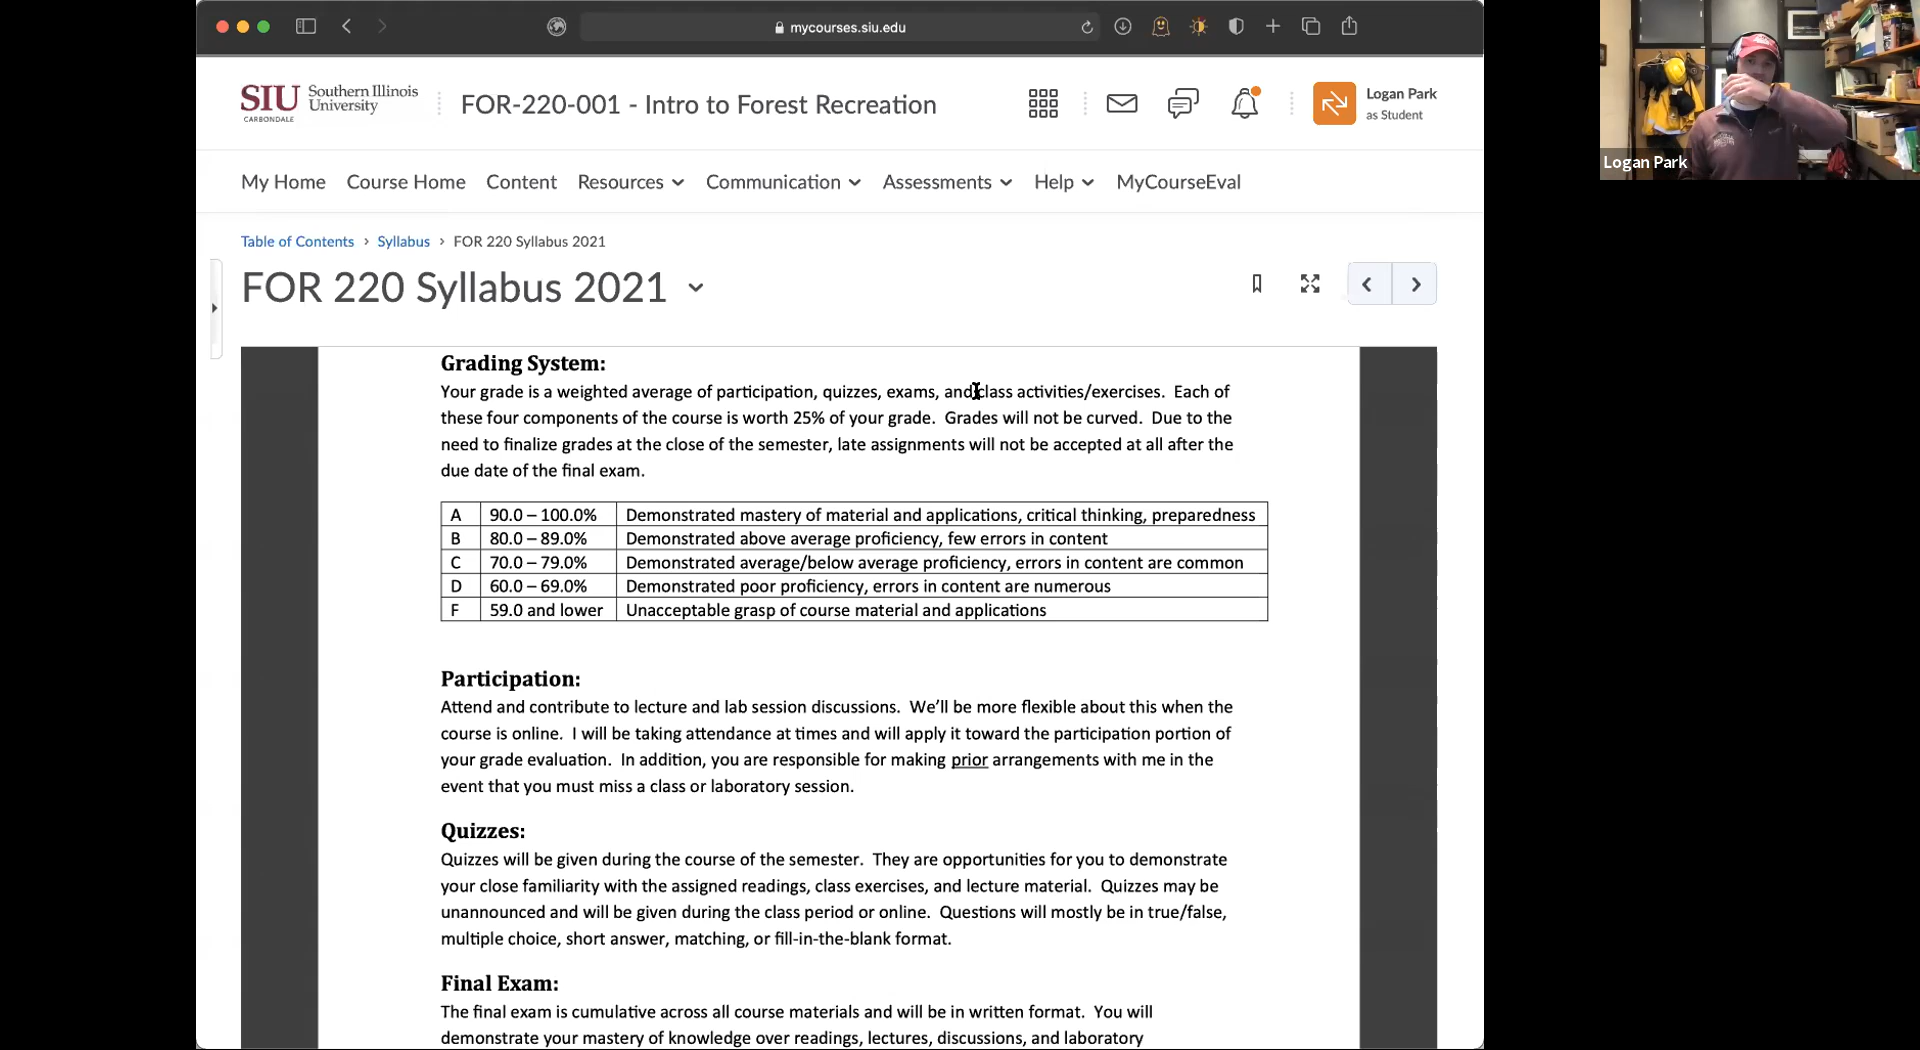 mycourses.siu.edu
SIU Southern Illinois
University
CARBONDALE
FOR-220-001 - Intro to Forest Recreation
Logan Park
as Student
My Home Course Home Content Resources Communication Assessments Help MyCourseEval
Table of Contents › Syllabus › FOR 220 Syllabus 2021
FOR 220 Syllabus 2021
Grading System:
Your grade is a weighted average of participation, quizzes, exams, and class activities/exercises. Each of
these four components of the course is worth 25% of your grade. Grades will not be curved. Due to the
need to finalize grades at the close of the semester, late assignments will not be accepted at all after the
due date of the final exam.
A 90.0 – 100.0% Demonstrated mastery of material and applications, critical thinking, preparedness
B 80.0 – 89.0% Demonstrated above average proficiency, few errors in content
C 70.0 – 79.0% Demonstrated average/below average proficiency, errors in content are common
D 60.0 – 69.0% Demonstrated poor proficiency, errors in content are numerous
F 59.0 and lower Unacceptable grasp of course material and applications
Participation:
Attend and contribute to lecture and lab session discussions. We'll be more flexible about this when the
course is online. I will be taking attendance at times and will apply it toward the participation portion of
your grade evaluation. In addition, you are responsible for making prior arrangements with me in the
event that you must miss a class or laboratory session.
Quizzes:
Quizzes will be given during the course of the semester. They are opportunities for you to demonstrate
your close familiarity with the assigned readings, class exercises, and lecture material. Quizzes may be
unannounced and will be given during the class period or online. Questions will mostly be in true/false,
multiple choice, short answer, matching, or fill-in-the-blank format.
Final Exam:
The final exam is cumulative across all course materials and will be in written format. You will
demonstrate your mastery of knowledge over readings, lectures, discussions, and laboratory
Logan Park